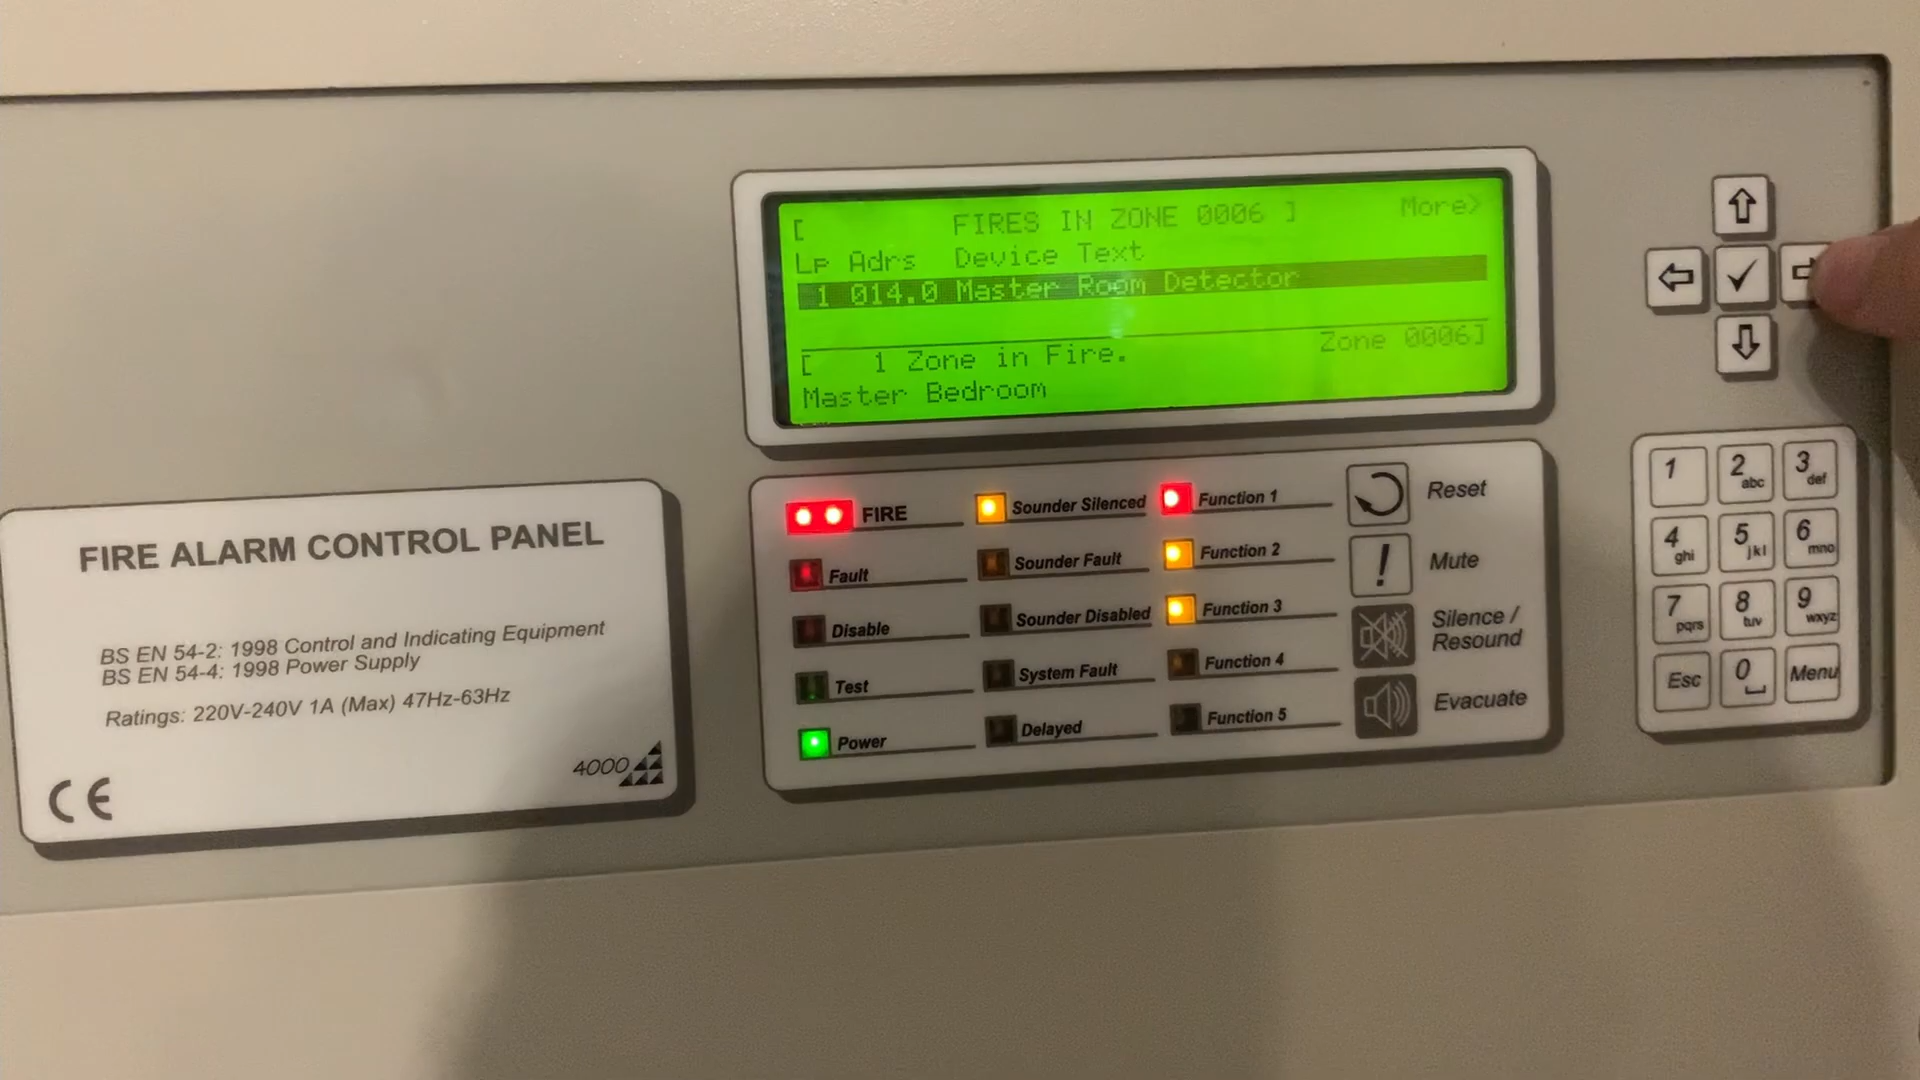 [ FIRES IN ZONE 0006 ] More>
Lp Adrs Device Text
1 014.0 Master Room Detector
[ 1 Zone in Fire. Zone 0006]
Master Bedroom
FIRE ALARM CONTROL PANEL
BS EN 54-2: 1998 Control and Indicating Equipment
BS EN 54-4: 1998 Power Supply
Ratings: 220V-240V 1A (Max) 47Hz-63Hz
CE
4000
FIRE
Fault
Disable
Test
Power
Sounder Silenced
Sounder Fault
Sounder Disabled
System Fault
Delayed
Function 1
Function 2
Function 3
Function 4
Function 5
Reset
! Mute
Silence /
Resound
Evacuate
1 2 abc 3 def
4 ghi 5 jkl 6 mno
7 pqrs 8 tuv 9 wxyz
Esc 0 Menu